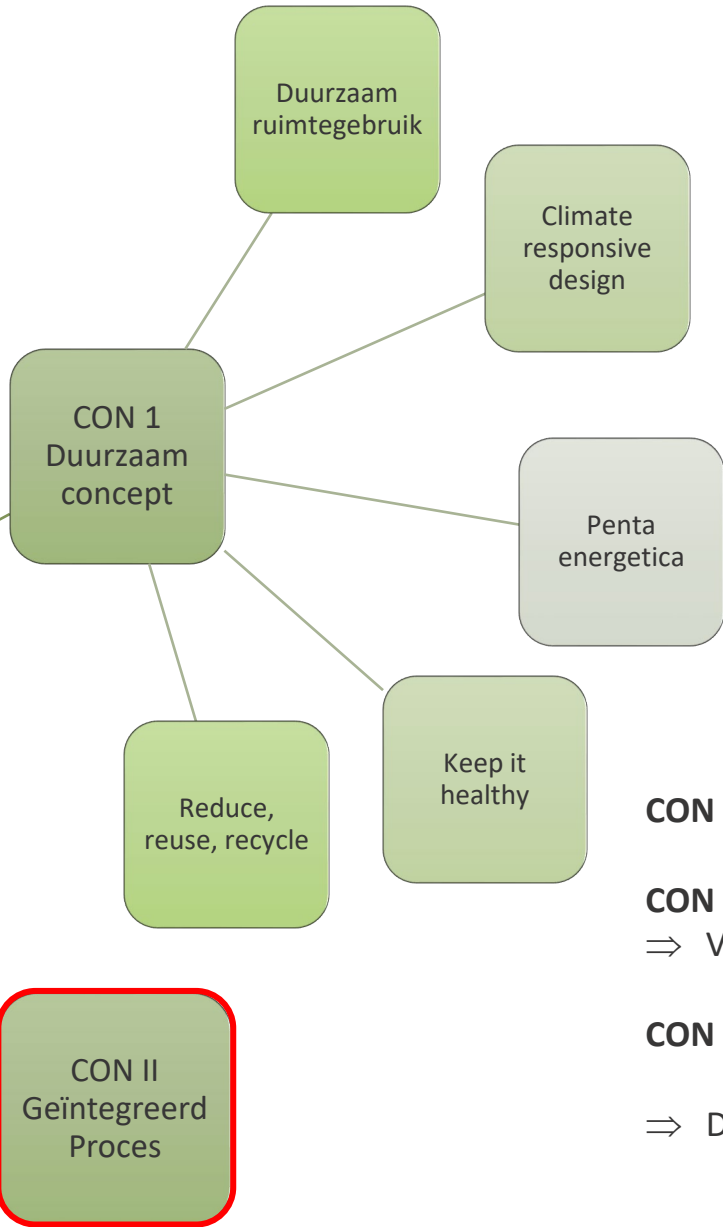 Duurzaam
ruimtegebruik
Climate
responsive
design
CON 1
Duurzaam
concept
Penta
energetica
Keep it
healthy
Reduce,
reuse, recycle
CON
CON
⇒ V
CON
⇒ D
CON II
Geïntegreerd
Proces